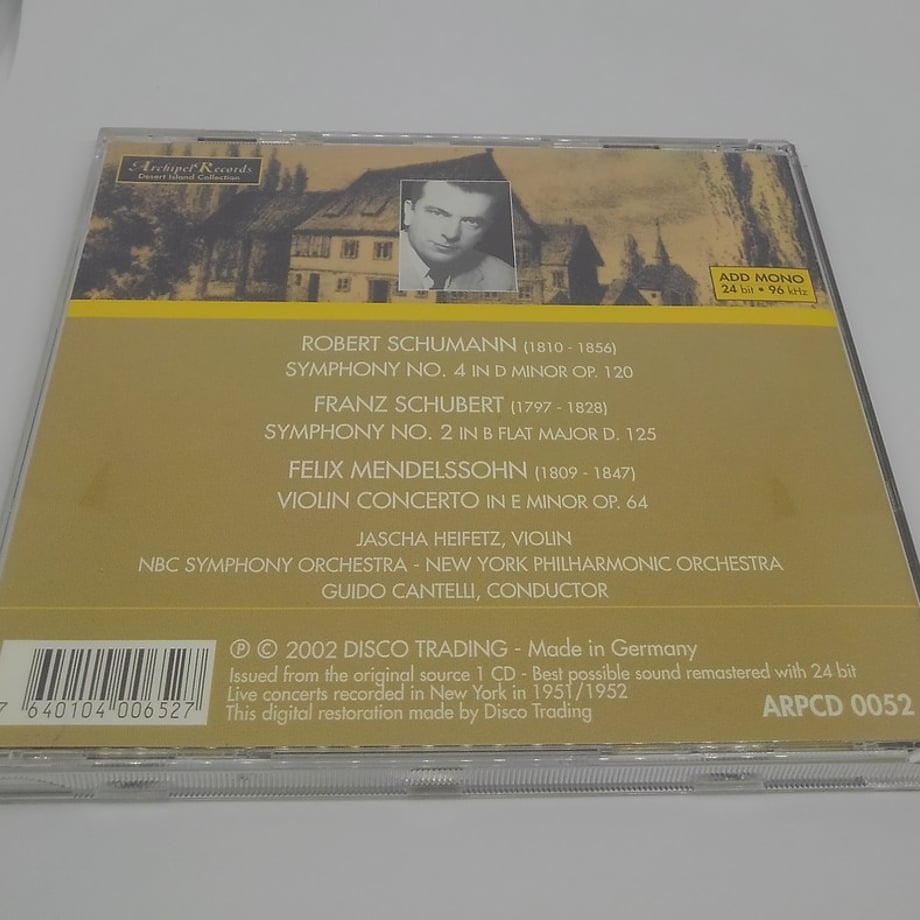 Archipel Records
Desert Island Collection
ADD MONO
24 bit • 96 kHz
ROBERT SCHUMANN (1810 - 1856)
SYMPHONY NO. 4 IN D MINOR OP. 120
FRANZ SCHUBERT (1797 - 1828)
SYMPHONY NO. 2 IN B FLAT MAJOR D. 125
FELIX MENDELSSOHN (1809 - 1847)
VIOLIN CONCERTO IN E MINOR OP. 64
JASCHA HEIFETZ, VIOLIN
NBC SYMPHONY ORCHESTRA - NEW YORK PHILHARMONIC ORCHESTRA
GUIDO CANTELLI, CONDUCTOR
℗ © 2002 DISCO TRADING - Made in Germany
Issued from the original source 1 CD - Best possible sound remastered with 24 bit
Live concerts recorded in New York in 1951/1952
This digital restoration made by Disco Trading
ARPCD 0052
7 640104 006527